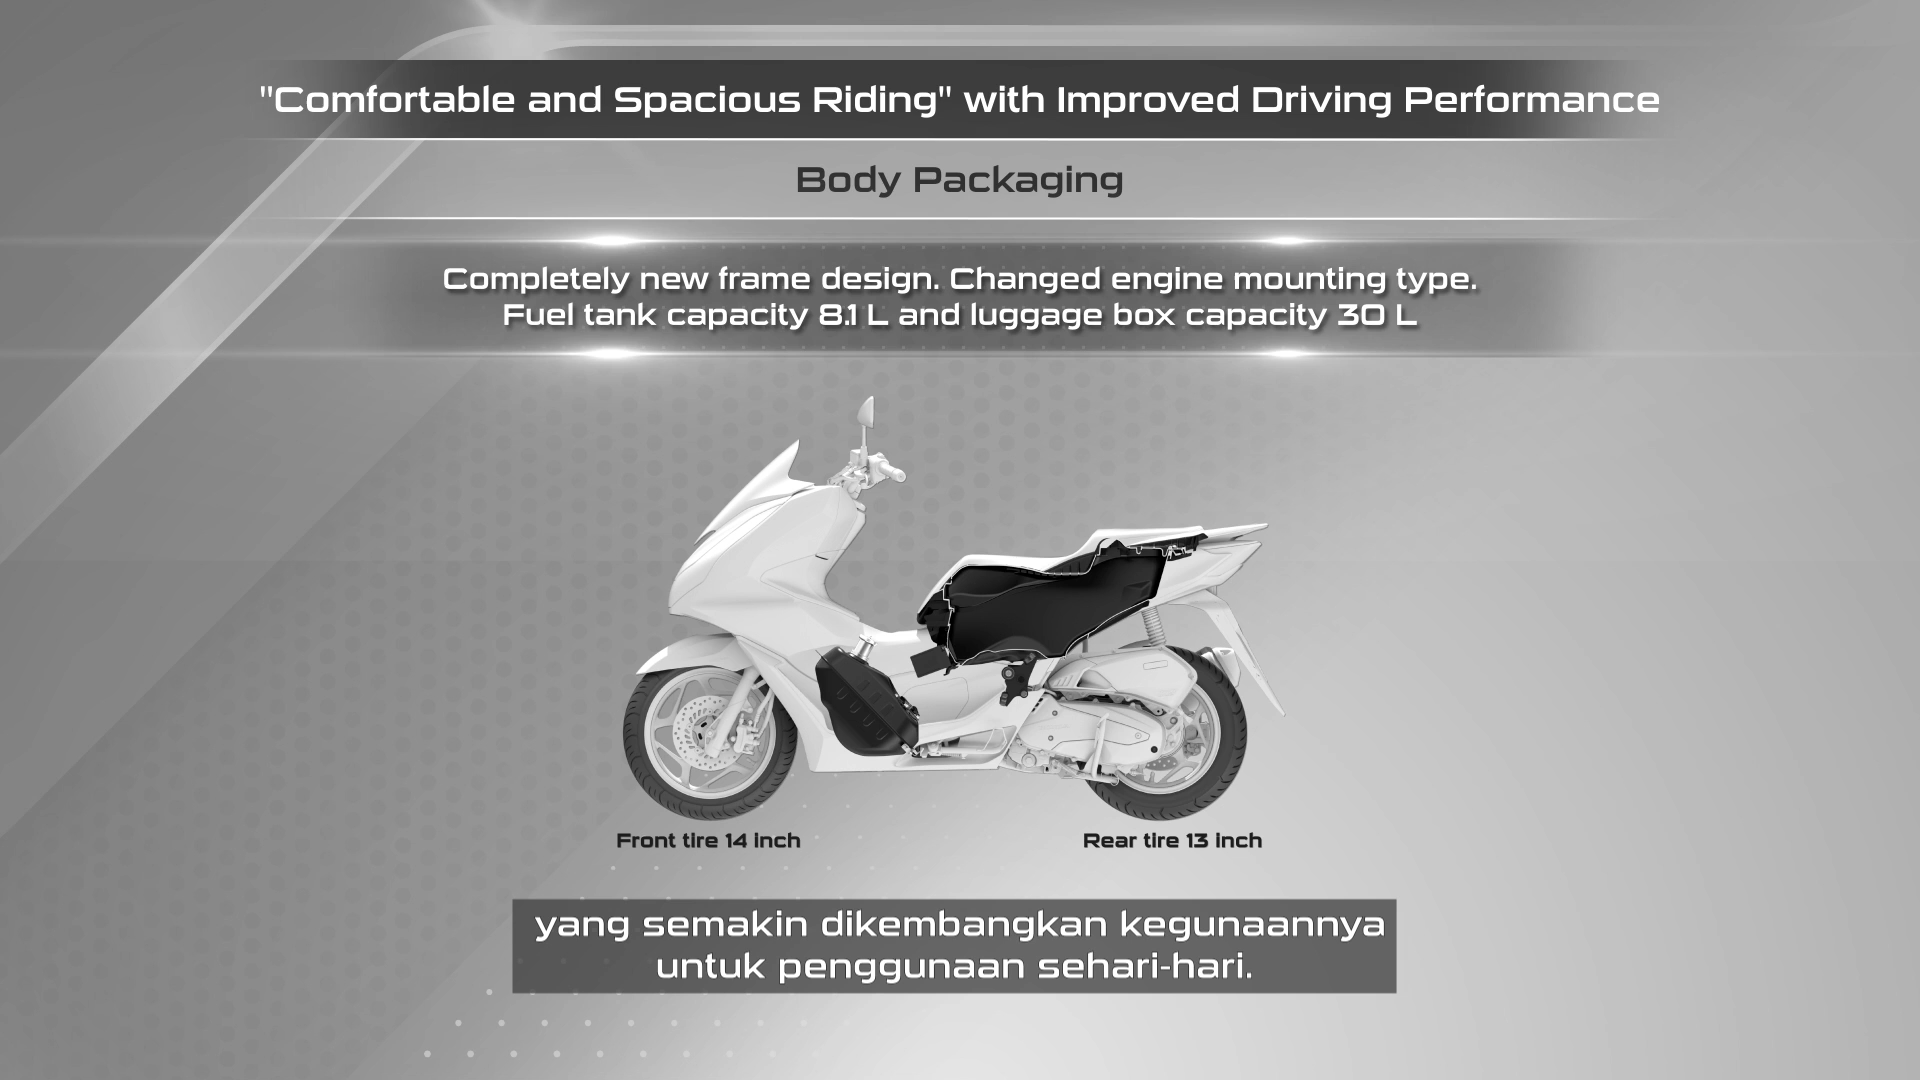 "Comfortable and Spacious Riding" with Improved Driving Performance
Body Packaging
Completely new frame design. Changed engine mounting type.
Fuel tank capacity 8.1 L and luggage box capacity 30 L
Front tire 14 inch
Rear tire 13 inch
yang semakin dikembangkan kegunaannya
untuk penggunaan sehari-hari.